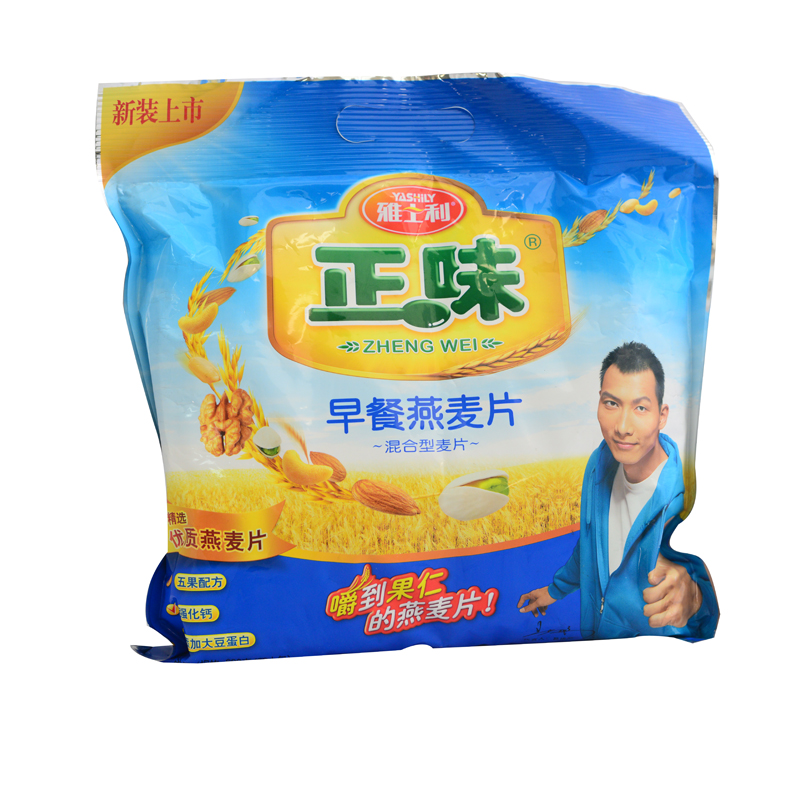 新装上市
YASHILY
雅士利®
正味®
ZHENG WEI
早餐燕麦片
~混合型麦片~
精选
优质燕麦片
五果配方
强化钙
加大豆蛋白
嚼到果仁
的燕麦片!